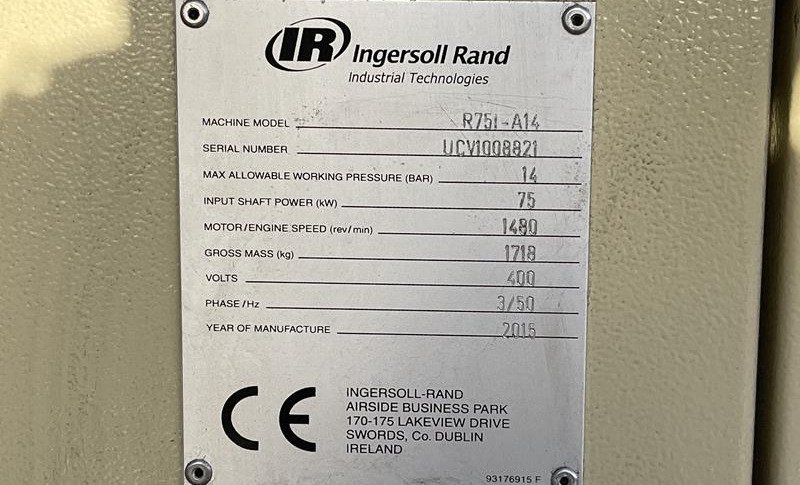 IR Ingersoll Rand
Industrial Technologies
MACHINE MODEL R75I-A14
SERIAL NUMBER UCV1008821
MAX ALLOWABLE WORKING PRESSURE (BAR) 14
INPUT SHAFT POWER (kW) 75
MOTOR/ENGINE SPEED (rev/min) 1480
GROSS MASS (kg) 1718
VOLTS 400
PHASE/Hz 3/50
YEAR OF MANUFACTURE 2015
CE
INGERSOLL-RAND
AIRSIDE BUSINESS PARK
170-175 LAKEVIEW DRIVE
SWORDS, Co. DUBLIN
IRELAND
93176915 F